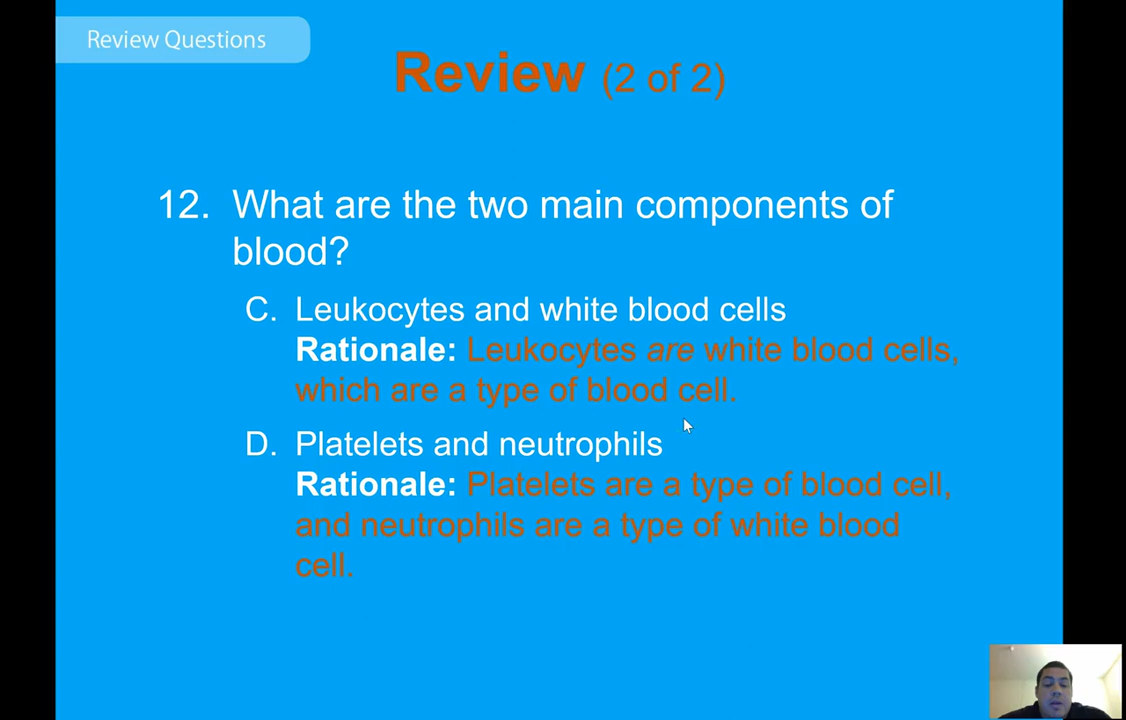 Review Questions
Review (2 of 2)
12. What are the two main components of
blood?
C. Leukocytes and white blood cells
Rationale: Leukocytes are white blood cells,
which are a type of blood cell.
D. Platelets and neutrophils
Rationale: Platelets are a type of blood cell,
and neutrophils are a type of white blood
cell.